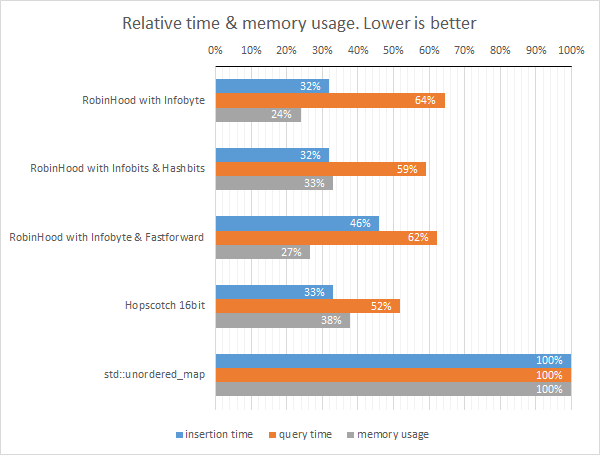 Relative time & memory usage. Lower is better
0% 10% 20% 30% 40% 50% 60% 70% 80% 90% 100%
RobinHood with Infobyte
32%
64%
24%
RobinHood with Infobits & Hashbits
32%
59%
33%
RobinHood with Infobyte & Fastforward
46%
62%
27%
Hopscotch 16bit
33%
52%
38%
std::unordered_map
100%
100%
100%
insertion time query time memory usage